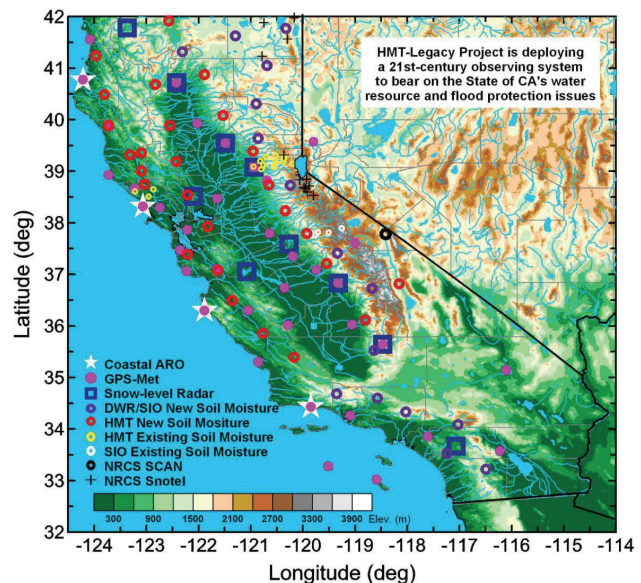 HMT-Legacy Project is deploying
a 21st-century observing system
to bear on the State of CA's water
resource and flood protection issues
42
41
40
39
38
37
36
35
34
33
32
Latitude (deg)
Coastal ARO
GPS-Met
Snow-level Radar
DWR/SIO New Soil Moisture
HMT New Soil Mositure
HMT Existing Soil Moisture
SIO Existing Soil Moisture
NRCS SCAN
NRCS Snotel
300 900 1500 2100 2700 3300 3900 Elev. (m)
-124 -123 -122 -121 -120 -119 -118 -117 -116 -115 -114
Longitude (deg)